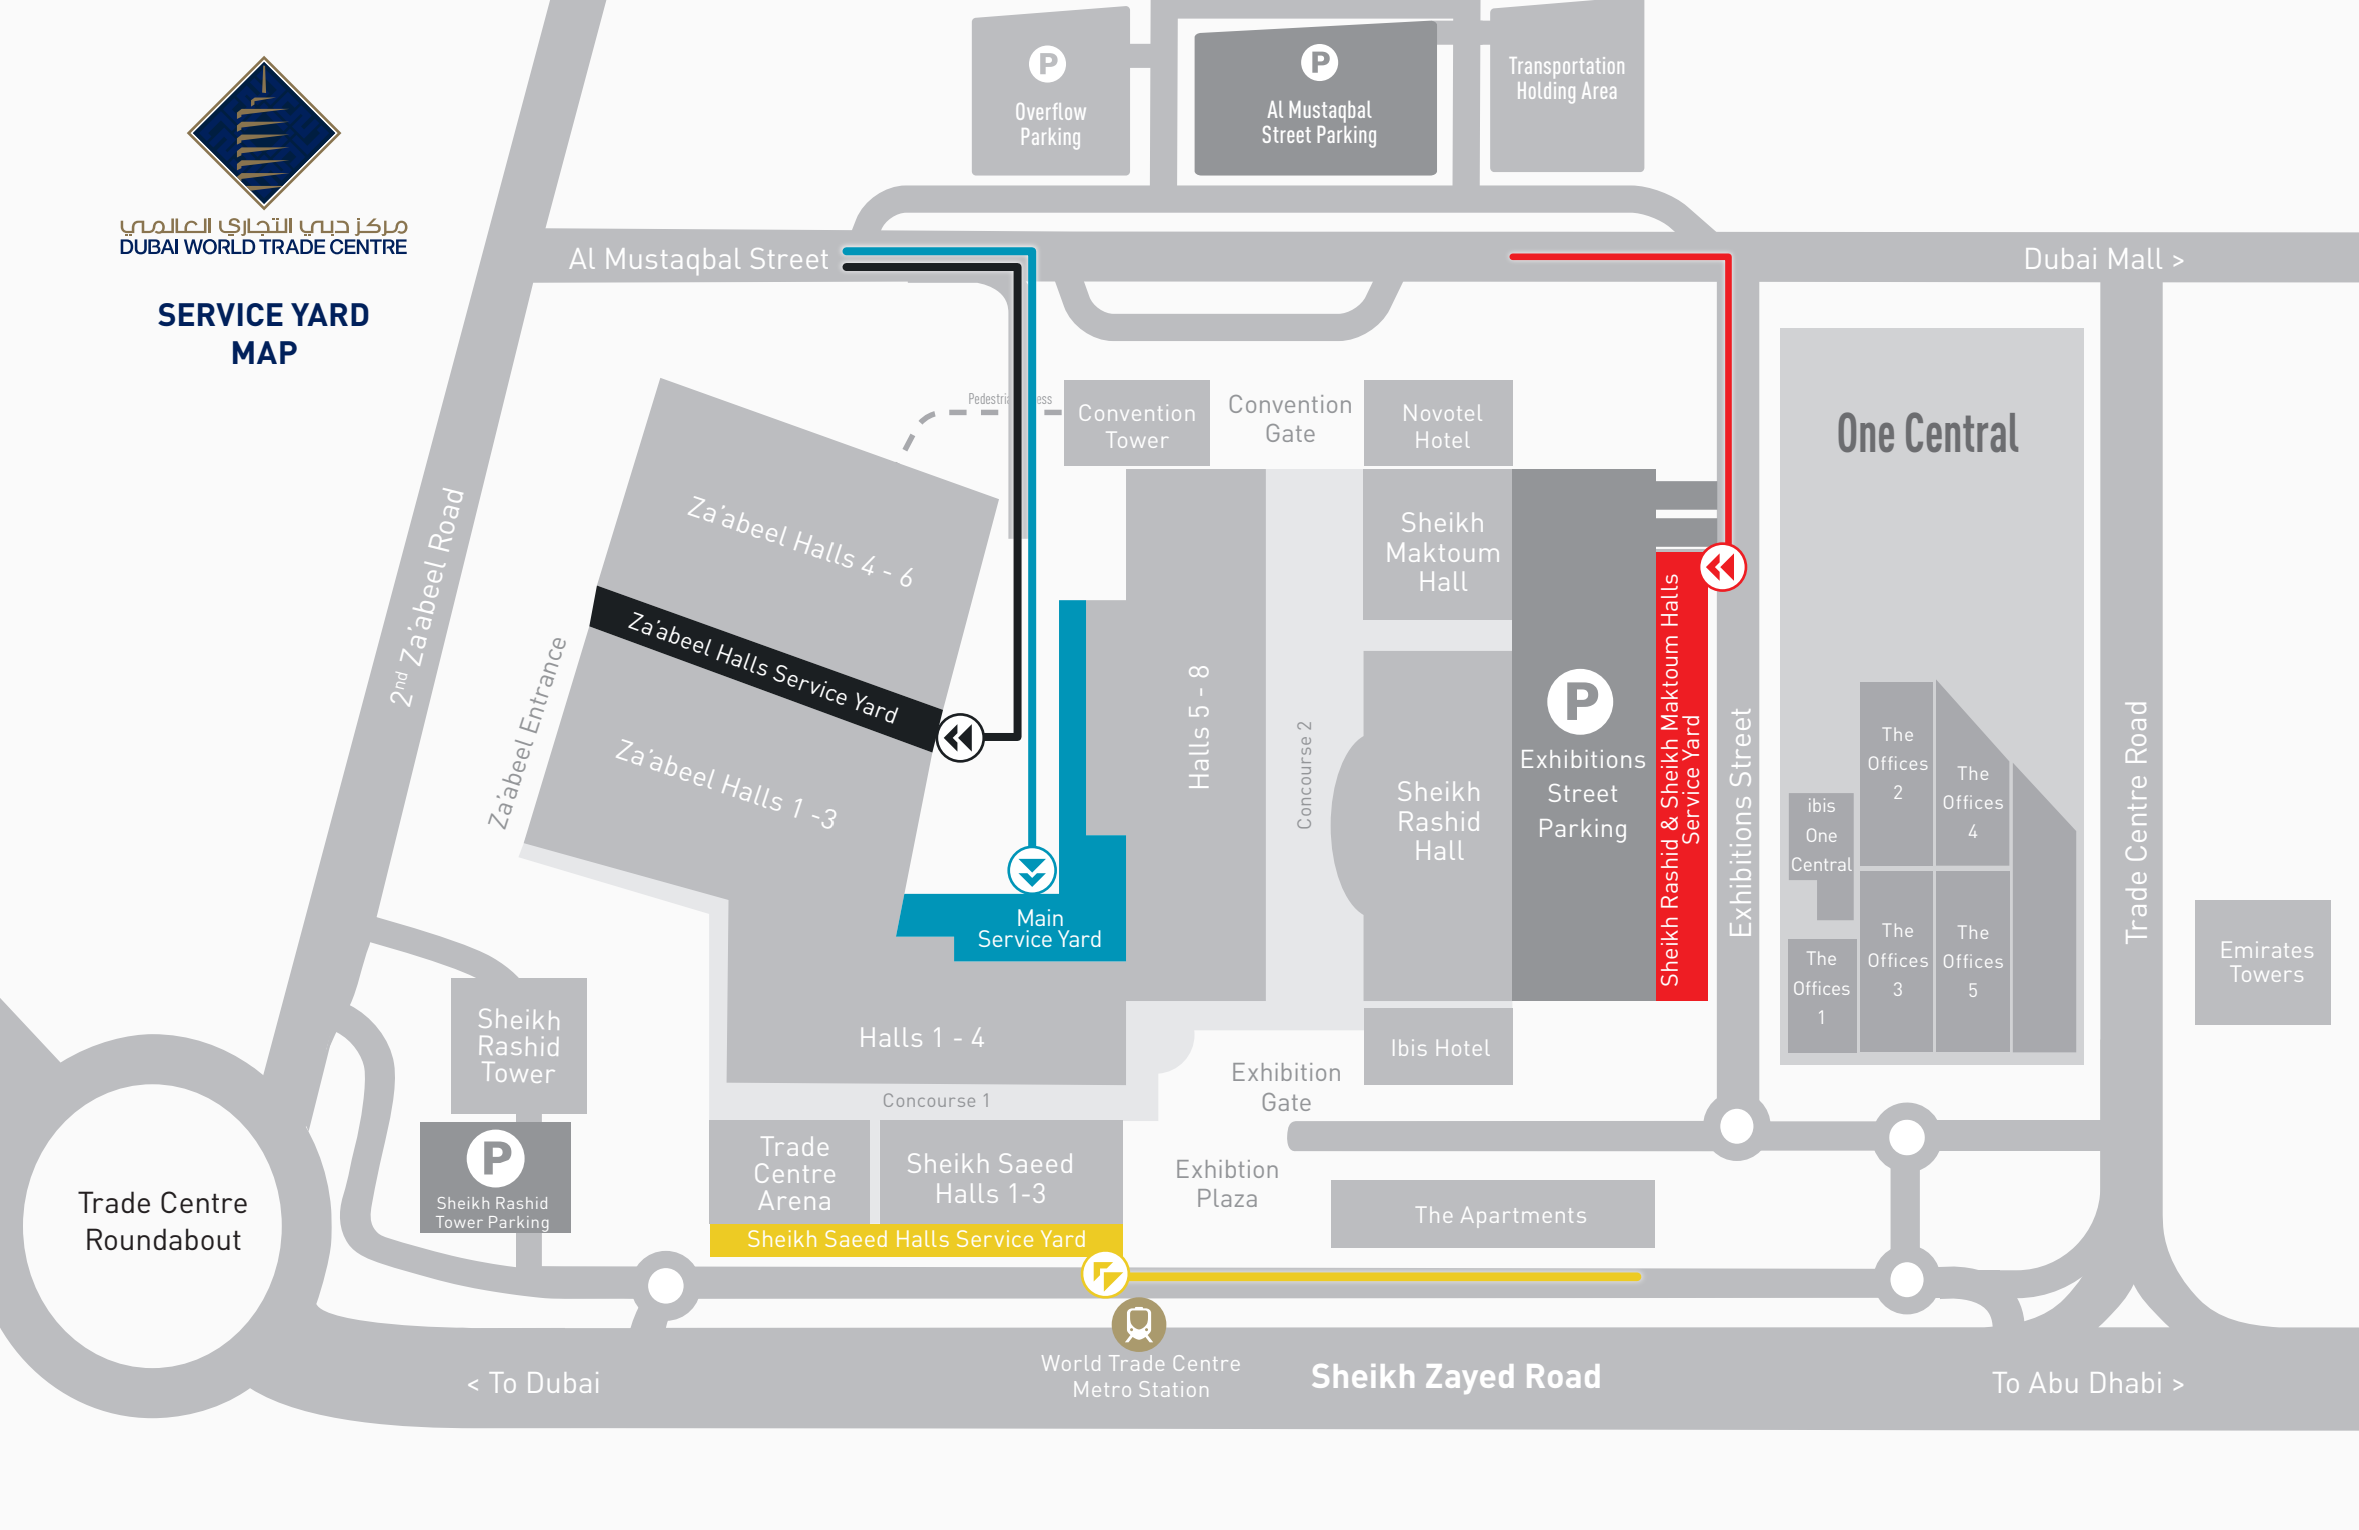 مركز دبي التجاري العالمي
DUBAI WORLD TRADE CENTRE
SERVICE YARD
MAP
P
Overflow
Parking
P
Al Mustaqbal
Street Parking
Transportation
Holding Area
Al Mustaqbal Street
Dubai Mall >
Convention
Tower
Convention
Gate
Novotel
Hotel
One Central
2nd Za'abeel Road
Za'abeel Halls 4 - 6
Za'abeel Halls Service Yard
Za'abeel Entrance
Za'abeel Halls 1 -3
Main
Service Yard
Halls 5 - 8
Concourse 2
Sheikh
Maktoum
Hall
Sheikh
Rashid
Hall
P
Exhibitions
Street
Parking
Sheikh Rashid & Sheikh Maktoum Halls
Service Yard
Exhibitions Street
The
Offices
2
The
Offices
4
ibis
One
Central
The
Offices
1
The
Offices
3
The
Offices
5
Trade Centre Road
Emirates
Towers
Sheikh
Rashid
Tower
P
Sheikh Rashid
Tower Parking
Trade Centre
Roundabout
Halls 1 - 4
Concourse 1
Trade
Centre
Arena
Sheikh Saeed
Halls 1-3
Sheikh Saeed Halls Service Yard
Ibis Hotel
Exhibition
Gate
Exhibtion
Plaza
The Apartments
World Trade Centre
Metro Station
< To Dubai
Sheikh Zayed Road
To Abu Dhabi >